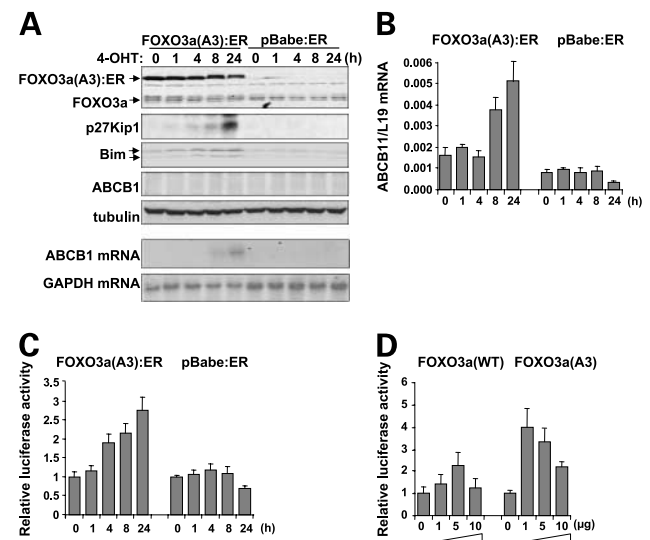 A
FOXO3a(A3):ER pBabe:ER
4-OHT: 0 1 4 8 24 0 1 4 8 24 (h)
FOXO3a(A3):ER
FOXO3a
p27Kip1
Bim
ABCB1
tubulin
ABCB1 mRNA
GAPDH mRNA
B
FOXO3a(A3):ER pBabe:ER
ABCB11/L19 mRNA
0.006
0.005
0.004
0.003
0.002
0.001
0.000
0 1 4 8 24 0 1 4 8 24 (h)
C
FOXO3a(A3):ER pBabe:ER
Relative luciferase activity
3.5
3
2.5
2
1.5
1
0.5
0
0 1 4 8 24 0 1 4 8 24 (h)
D
FOXO3a(WT) FOXO3a(A3)
Relative luciferase activity
6
5
4
3
2
1
0
0 1 5 10 0 1 5 10 (µg)